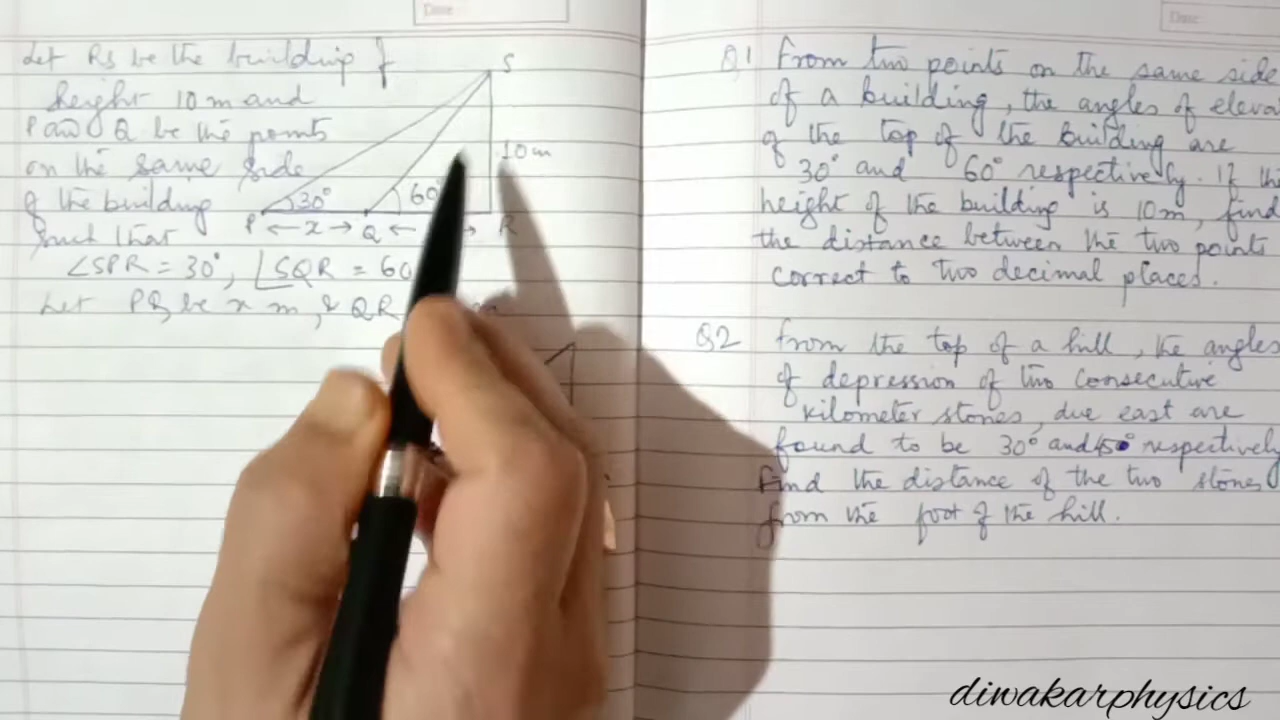 Date
Let RS be the building of
height 10 m and
P and Q be the points
on the same side
of the building
such that
∠SPR = 30°, ∠SQR = 60
Let PQ be x m, & QR
S
10m
30°
60°
P ← x → Q ← → R
Date
Q1 From two points on the same side
of a building, the angles of eleva
of the top of the building are
30° and 60° respectively. If the
height of the building is 10m, find
the distance between the two points
correct to two decimal places.
Q2 From the top of a hill, the angles
of depression of two consecutive
kilometer stones, due east are
found to be 30° and 45° respectively
Find the distance of the two stones
from the foot of the hill.
diwakarphysics